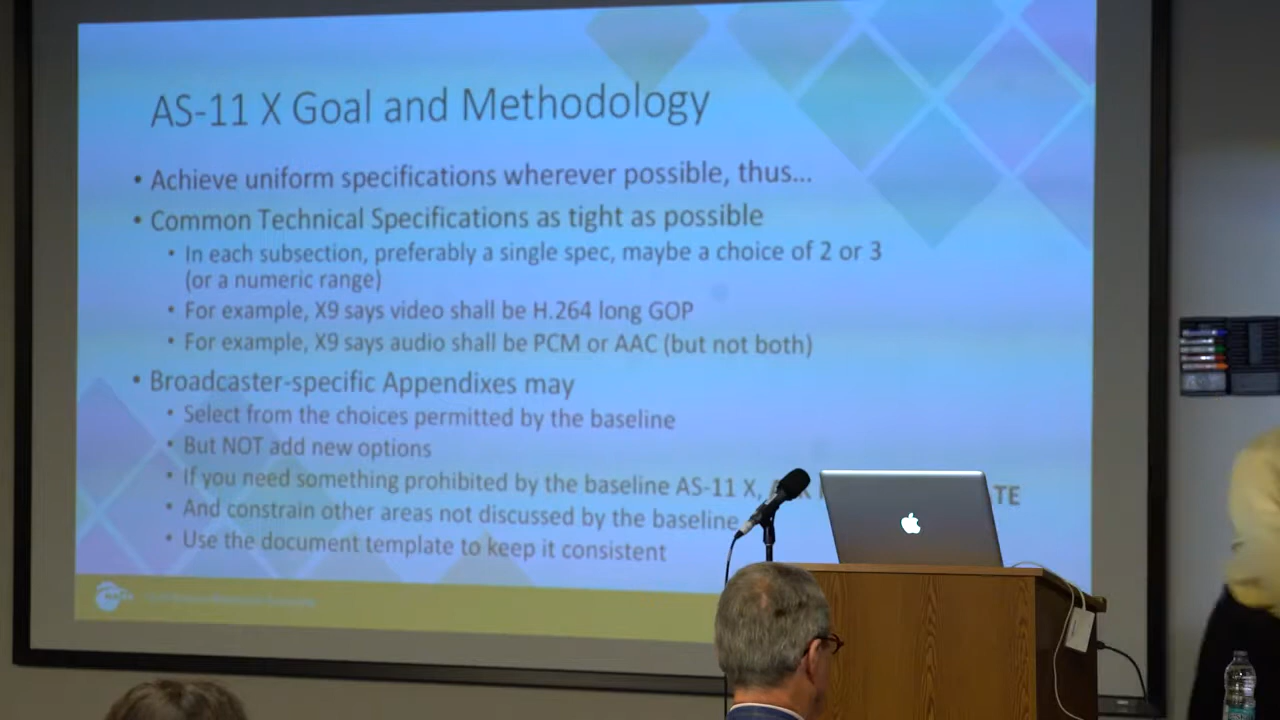 AS-11 X Goal and Methodology
• Achieve uniform specifications wherever possible, thus...
• Common Technical Specifications as tight as possible
• In each subsection, preferably a single spec, maybe a choice of 2 or 3
(or a numeric range)
• For example, X9 says video shall be H.264 long GOP
• For example, X9 says audio shall be PCM or AAC (but not both)
• Broadcaster-specific Appendixes may
• Select from the choices permitted by the baseline
• But NOT add new options
• If you need something prohibited by the baseline AS-11 X,
• And constrain other areas not discussed by the baseline
• Use the document template to keep it consistent